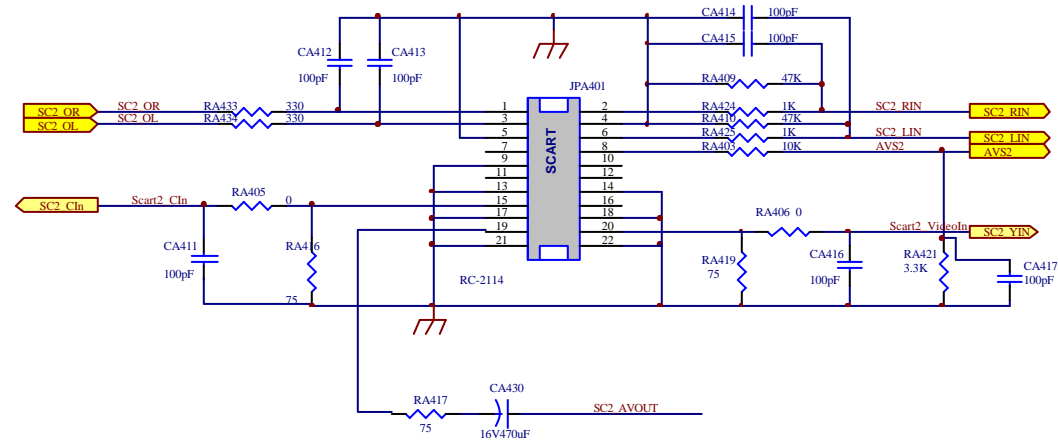 CA414
100pF
CA415
100pF
CA412
100pF
CA413
100pF
RA409
47K
JPA401
SC2_OR
SC2_OR
RA433
330
SC2_OL
SC2_OL
RA434
330
RA424
1K
SC2_RIN
SC2_RIN
RA410
47K
RA425
1K
SC2_LIN
SC2_LIN
RA403
10K
AVS2
AVS2
SCART
1
2
3
4
5
6
7
8
9
10
11
12
13
14
15
16
17
18
19
20
21
22
SC2_CIn
Scart2_CIn
RA405
0
RA406 0
Scart2_VideoIn
SC2_YIN
CA411
100pF
RA416
75
RC-2114
RA419
75
CA416
100pF
RA421
3.3K
CA417
100pF
RA417
75
CA430
16V470uF
SC2_AVOUT